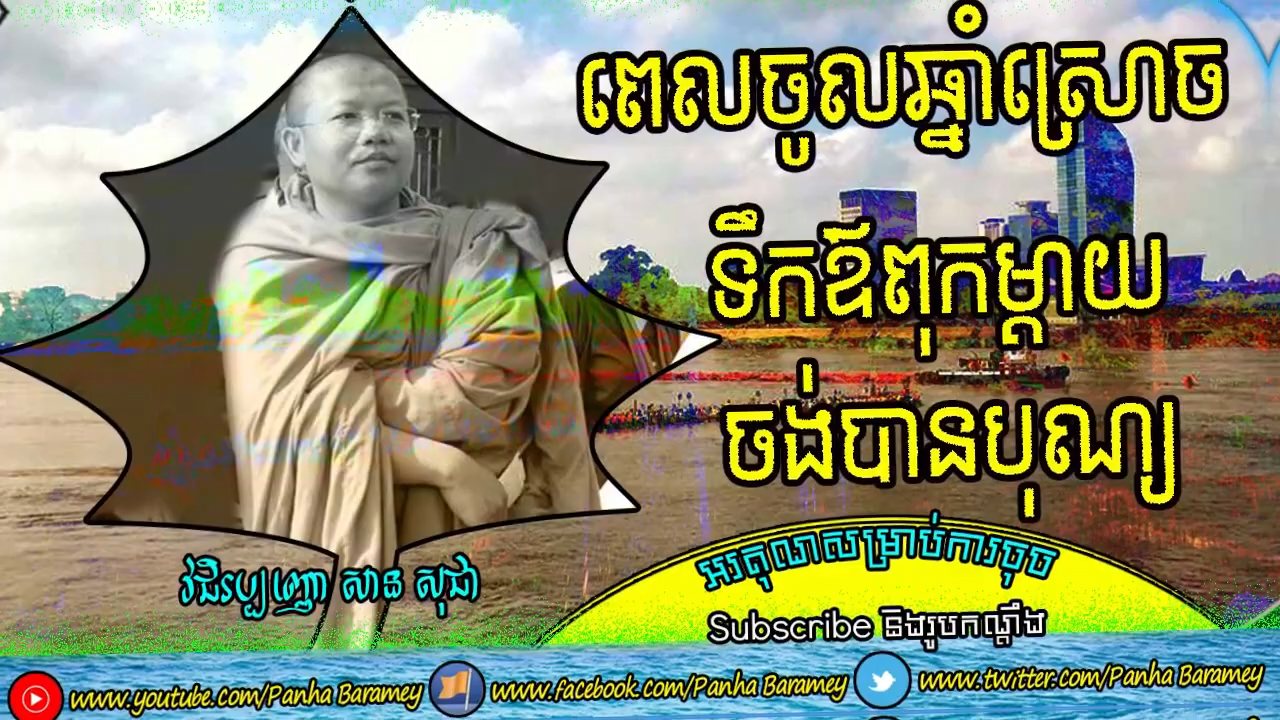 ពេលចូលឆ្នាំស្រោច
ទឹកឪពុកម្ដាយ
ចង់បានបុណ្យ
វជិរប្បញ្ញោ សាន សុជា
អរគុណសម្រាប់ការចុច
Subscribe និងរូបកណ្ដឹង
www.youtube.com/Panha Baramey
www.facebook.com/Panha Baramey
www.twitter.com/Panha Baramey